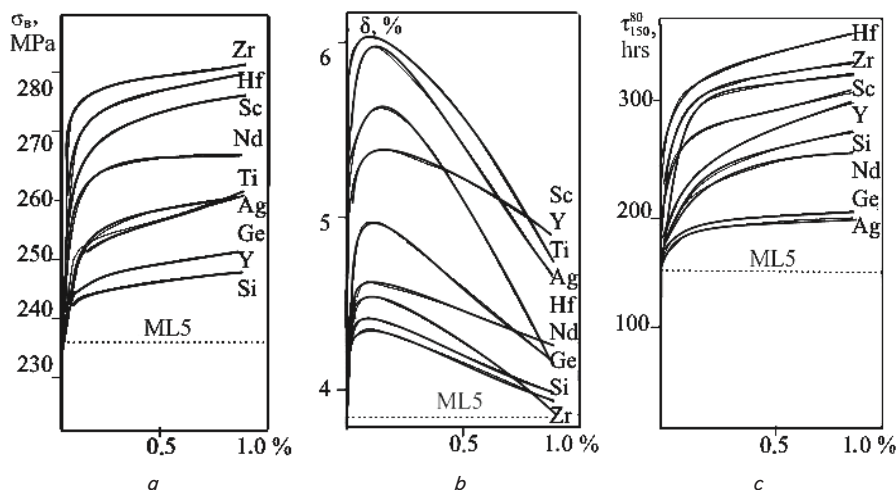 σв,
MPa
280
270
260
250
240
230
Zr
Hf
Sc
Nd
Ti
Ag
Ge
Y
Si
ML5
0.5
1.0 %
a
δ, %
6
5
4
Sc
Y
Ti
Ag
Hf
Nd
Ge
Si
Zr
ML5
0.5
1.0 %
b
τ⁸⁰₁₅₀,
hrs
300
200
100
Hf
Zr
Sc
Y
Si
Nd
Ge
Ag
ML5
0.5
1.0 %
c